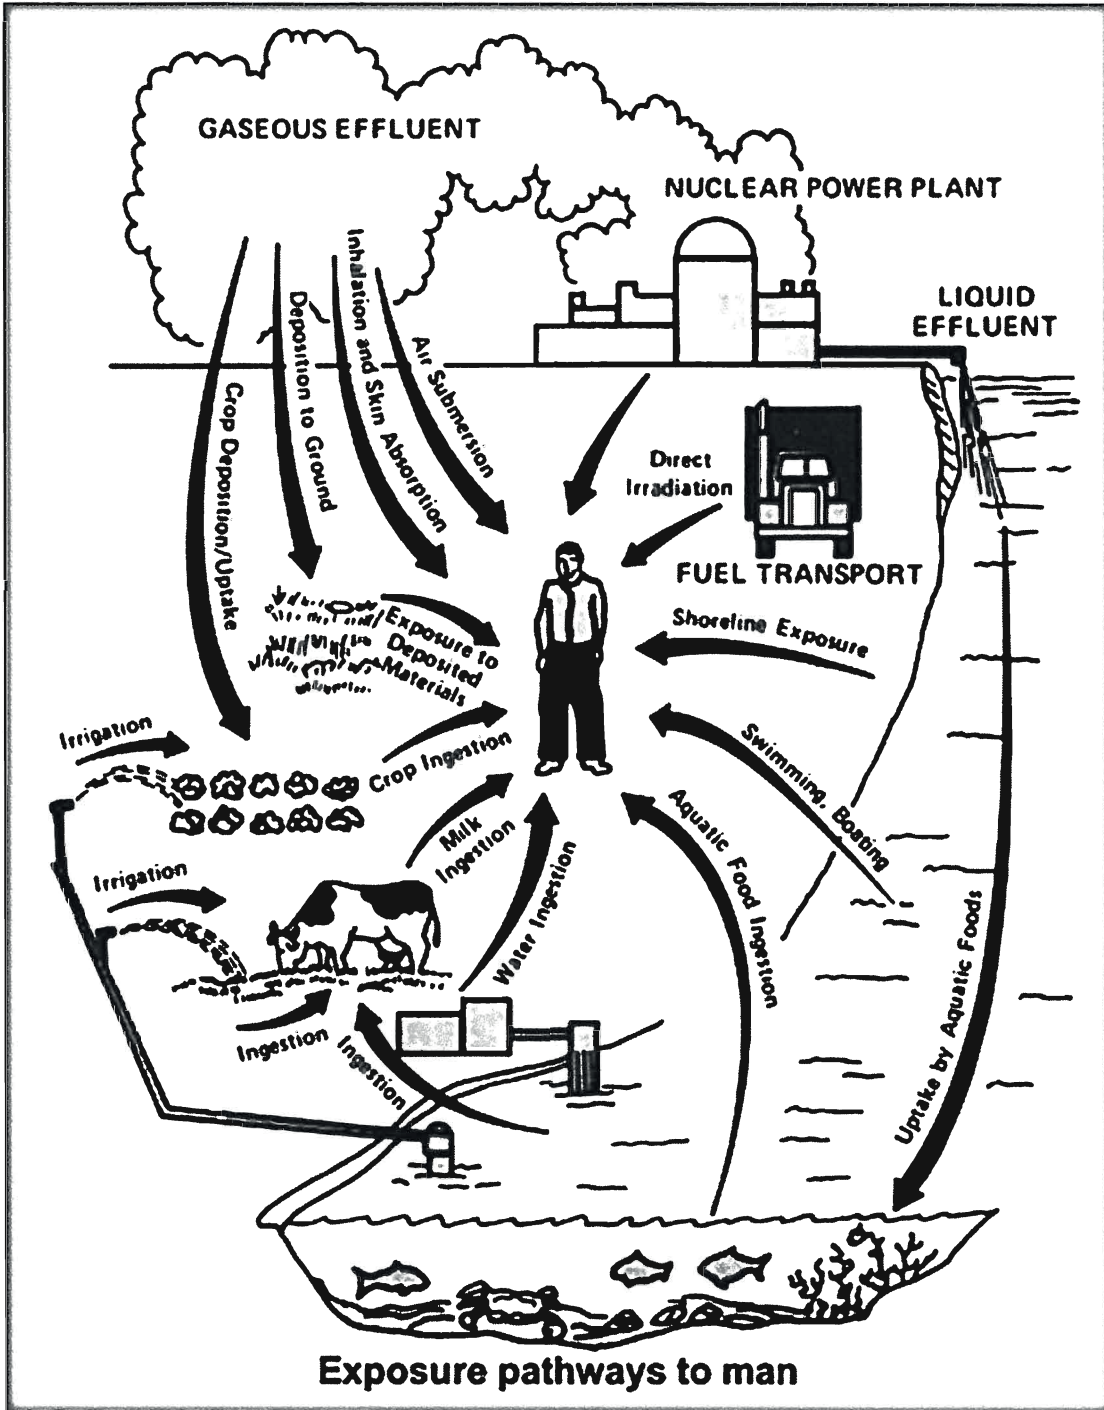 GASEOUS EFFLUENT
NUCLEAR POWER PLANT
LIQUID
EFFLUENT
Crop Deposition/Uptake
Deposition to Ground
Inhalation and Skin Absorption
Air Submersion
Direct
Irradiation
FUEL TRANSPORT
Shoreline Exposure
Exposure to
Deposited
Materials
Irrigation
Crop Ingestion
Swimming, Boating
Milk
Ingestion
Aquatic Food Ingestion
Irrigation
Water Ingestion
Uptake by Aquatic Foods
Ingestion
Ingestion
Exposure pathways to man